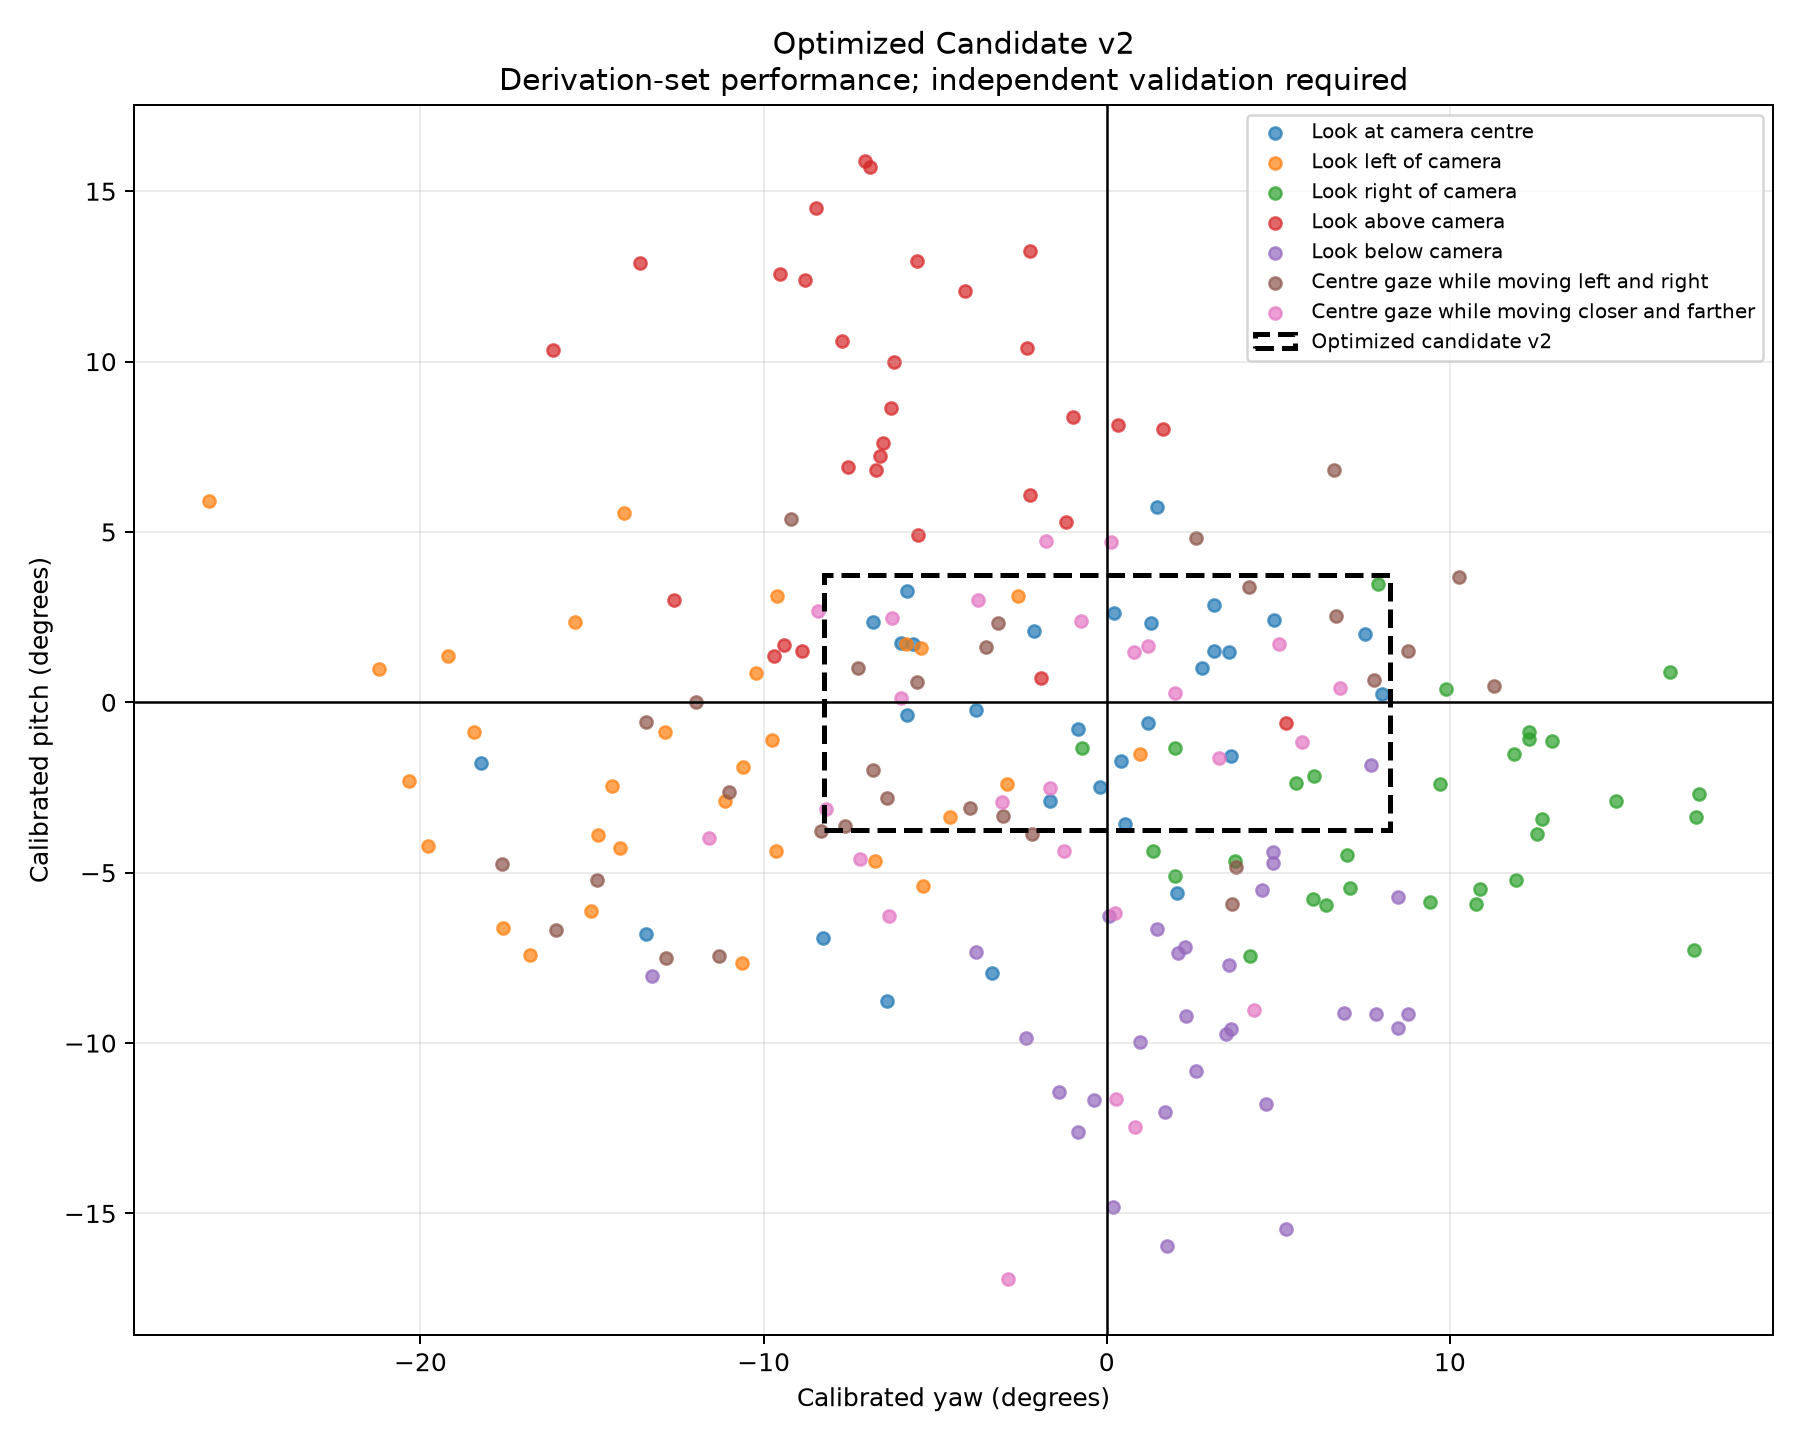 Optimized Candidate v2
Derivation-set performance; independent validation required
Look at camera centre
Look left of camera
Look right of camera
Look above camera
Look below camera
Centre gaze while moving left and right
Centre gaze while moving closer and farther
Optimized candidate v2
Calibrated pitch (degrees)
15
10
5
0
−5
−10
−15
−20
−10
0
10
Calibrated yaw (degrees)